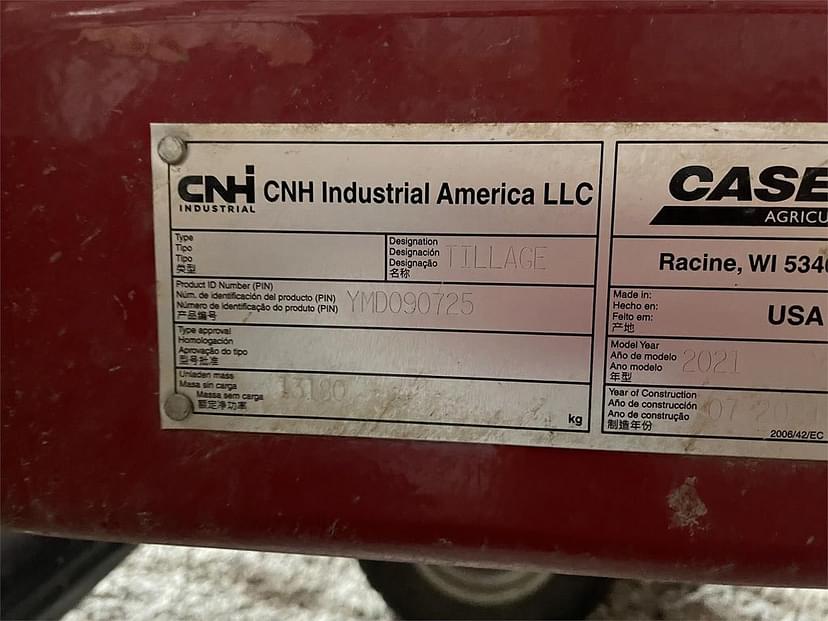 CNH
INDUSTRIAL
CNH Industrial America LLC
Type
Tipo
Tipo
类型
Designation
Designación
Designação
名称
TILLAGE
Product ID Number (PIN)
Núm. de identificación del producto (PIN)
Número de identificação do produto (PIN)
产品编号
YMD090725
Type approval
Homologación
Aprovação do tipo
型号批准
Unladen mass
Masa sin carga
Massa sem carga
额定净功率
13180
kg
CASE
AGRICU
Racine, WI 5340
Made in:
Hecho en:
Feito em:
产地
USA
Model Year
Año de modelo
Ano modelo
年型
2021
Year of Construction
Año de construcción
Ano de construção
制造年份
2006/42/EC